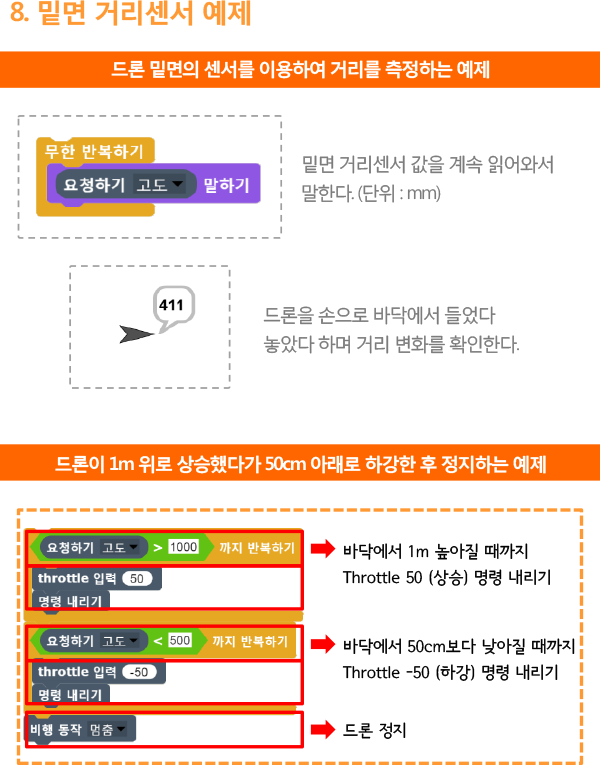 8. 밑면 거리센서 예제
드론 밑면의 센서를 이용하여 거리를 측정하는 예제
무한 반복하기
요청하기 고도 말하기
밑면 거리센서 값을 계속 읽어와서
말한다. (단위 : mm)
411
드론을 손으로 바닥에서 들었다
놓았다 하며 거리 변화를 확인한다.
드론이 1m 위로 상승했다가 50cm 아래로 하강한 후 정지하는 예제
요청하기 고도 > 1000 까지 반복하기
throttle 입력 50
명령 내리기
바닥에서 1m 높아질 때까지
Throttle 50 (상승) 명령 내리기
요청하기 고도 < 500 까지 반복하기
throttle 입력 -50
명령 내리기
바닥에서 50cm보다 낮아질 때까지
Throttle -50 (하강) 명령 내리기
비행 동작 멈춤
드론 정지